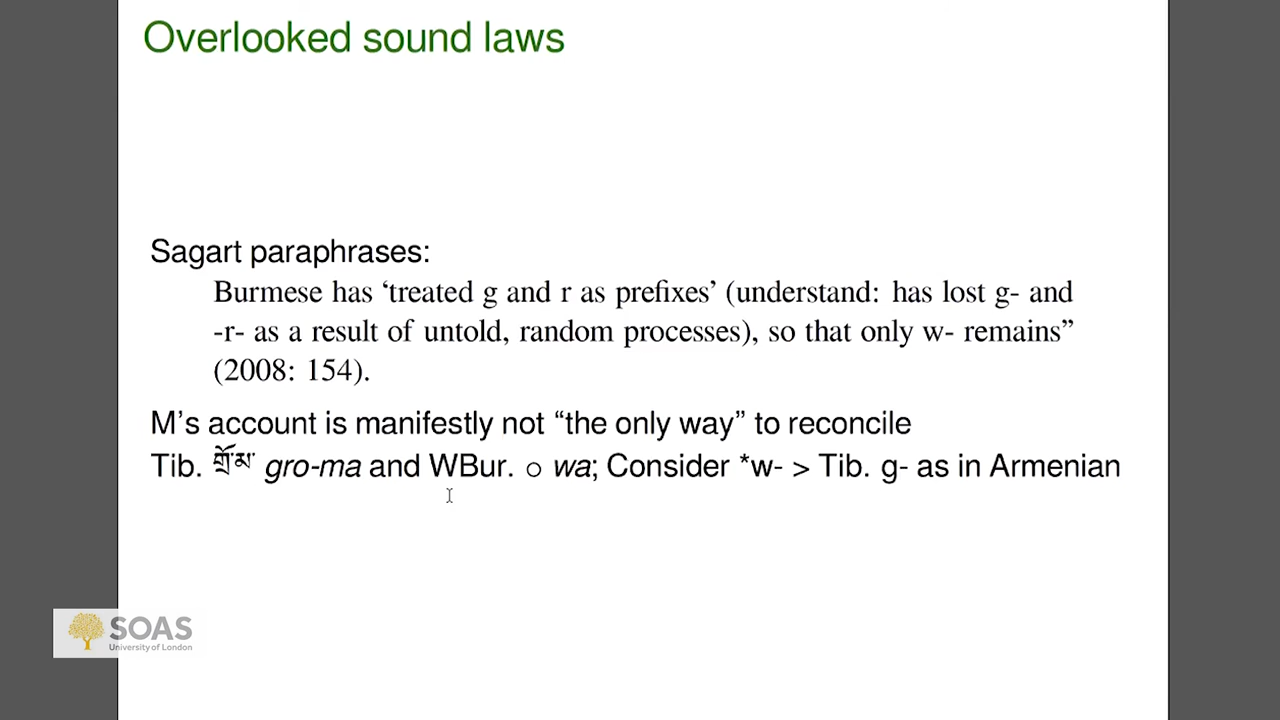 Overlooked sound laws
Sagart paraphrases:
Burmese has ‘treated g and r as prefixes’ (understand: has lost g- and
-r- as a result of untold, random processes), so that only w- remains”
(2008: 154).
M’s account is manifestly not “the only way” to reconcile
Tib. གྲོ་མ་ gro-ma and WBur. ဝ wa; Consider *w- > Tib. g- as in Armenian
SOAS
University of London